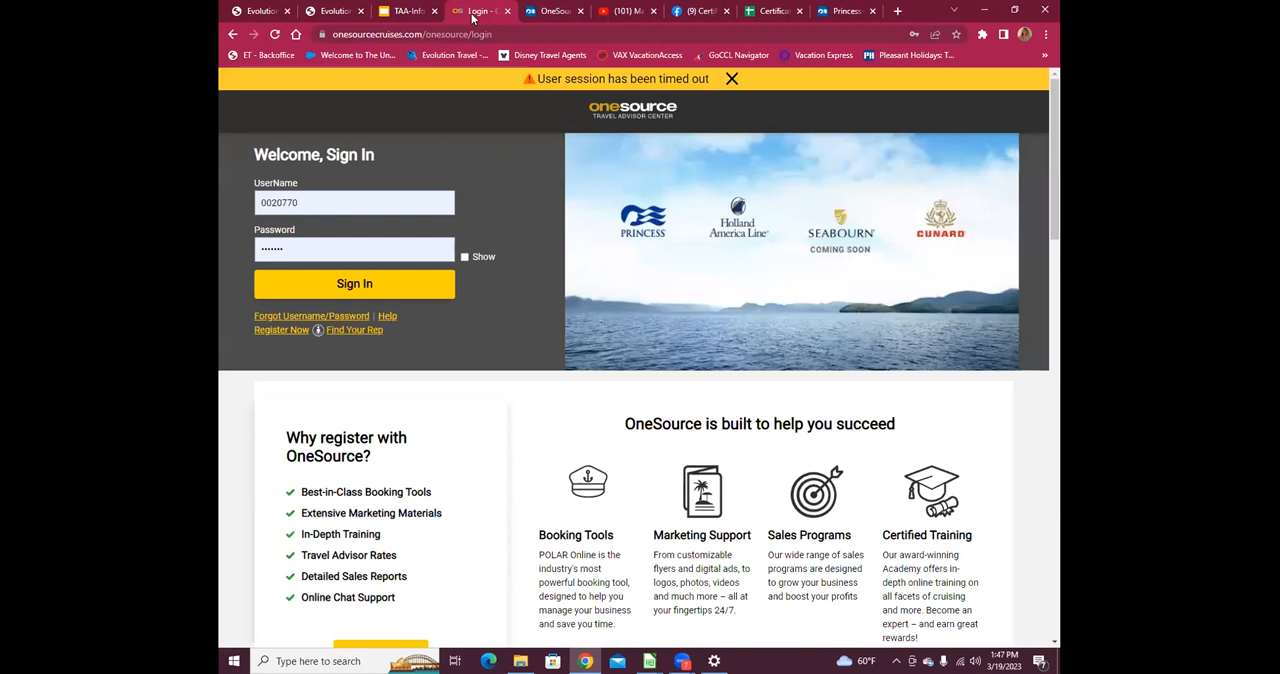 Evolution
Evolution
TAA-Info
Login -
OneSour
(101) M
(9) Certi
Certifica
Princess
onesourcecruises.com/onesource/login
ET - Backoffice
Welcome to The Un...
Evolution Travel -...
Disney Travel Agents
VAX VacationAccess
GoCCL Navigator
Vacation Express
Pleasant Holidays: T...
»
User session has been timed out
onesource
TRAVEL ADVISOR CENTER
Welcome, Sign In
UserName
0020770
Password
•••••••
Show
Sign In
Forgot Username/Password | Help
Register Now Find Your Rep
PRINCESS
Holland
America Line
SEABOURN
COMING SOON
CUNARD
Why register with
OneSource?
Best-in-Class Booking Tools
Extensive Marketing Materials
In-Depth Training
Travel Advisor Rates
Detailed Sales Reports
Online Chat Support
OneSource is built to help you succeed
Booking Tools
POLAR Online is the
industry's most
powerful booking tool,
designed to help you
manage your business
and save you time.
Marketing Support
From customizable
flyers and digital ads, to
logos, photos, videos
and much more – all at
your fingertips 24/7.
Sales Programs
Our wide range of sales
programs are designed
to grow your business
and boost your profits
Certified Training
Our award-winning
Academy offers in-
depth online training on
all facets of cruising
and more. Become an
expert – and earn great
rewards!
Type here to search
60°F
1:47 PM
3/19/2023